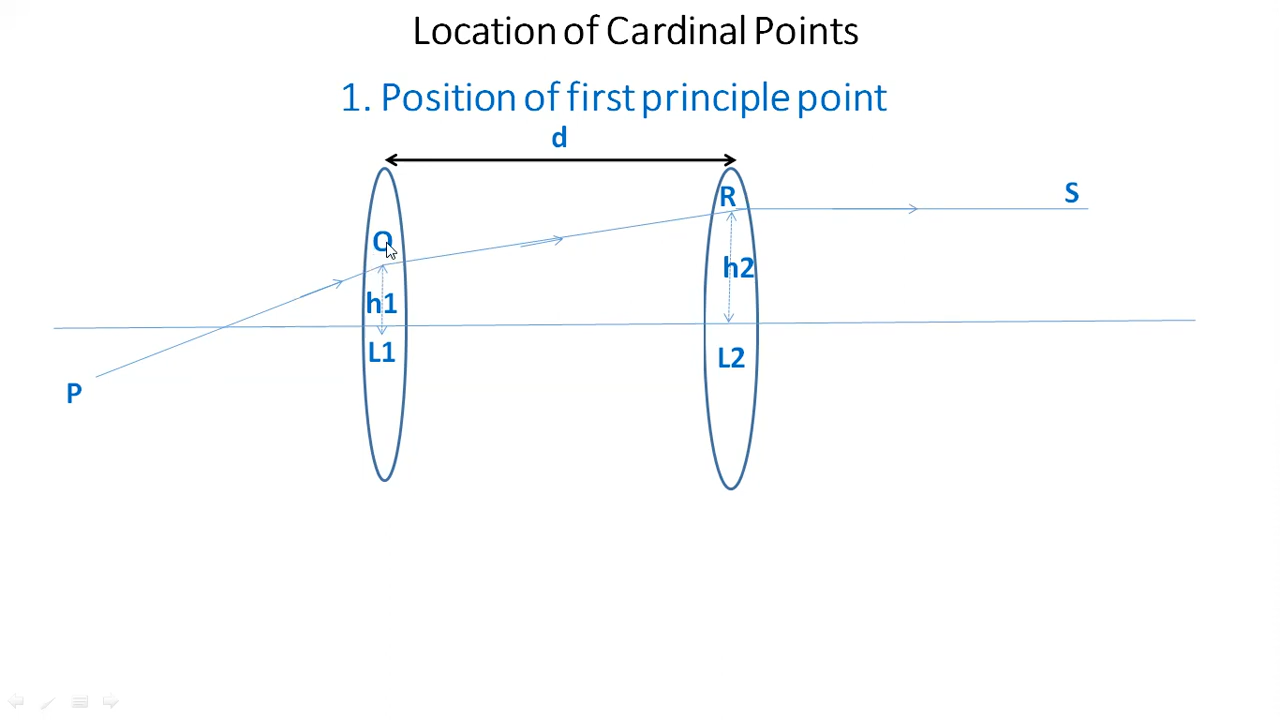 Location of Cardinal Points
1. Position of first principle point
d
R
S
h2
h1
L1
L2
P